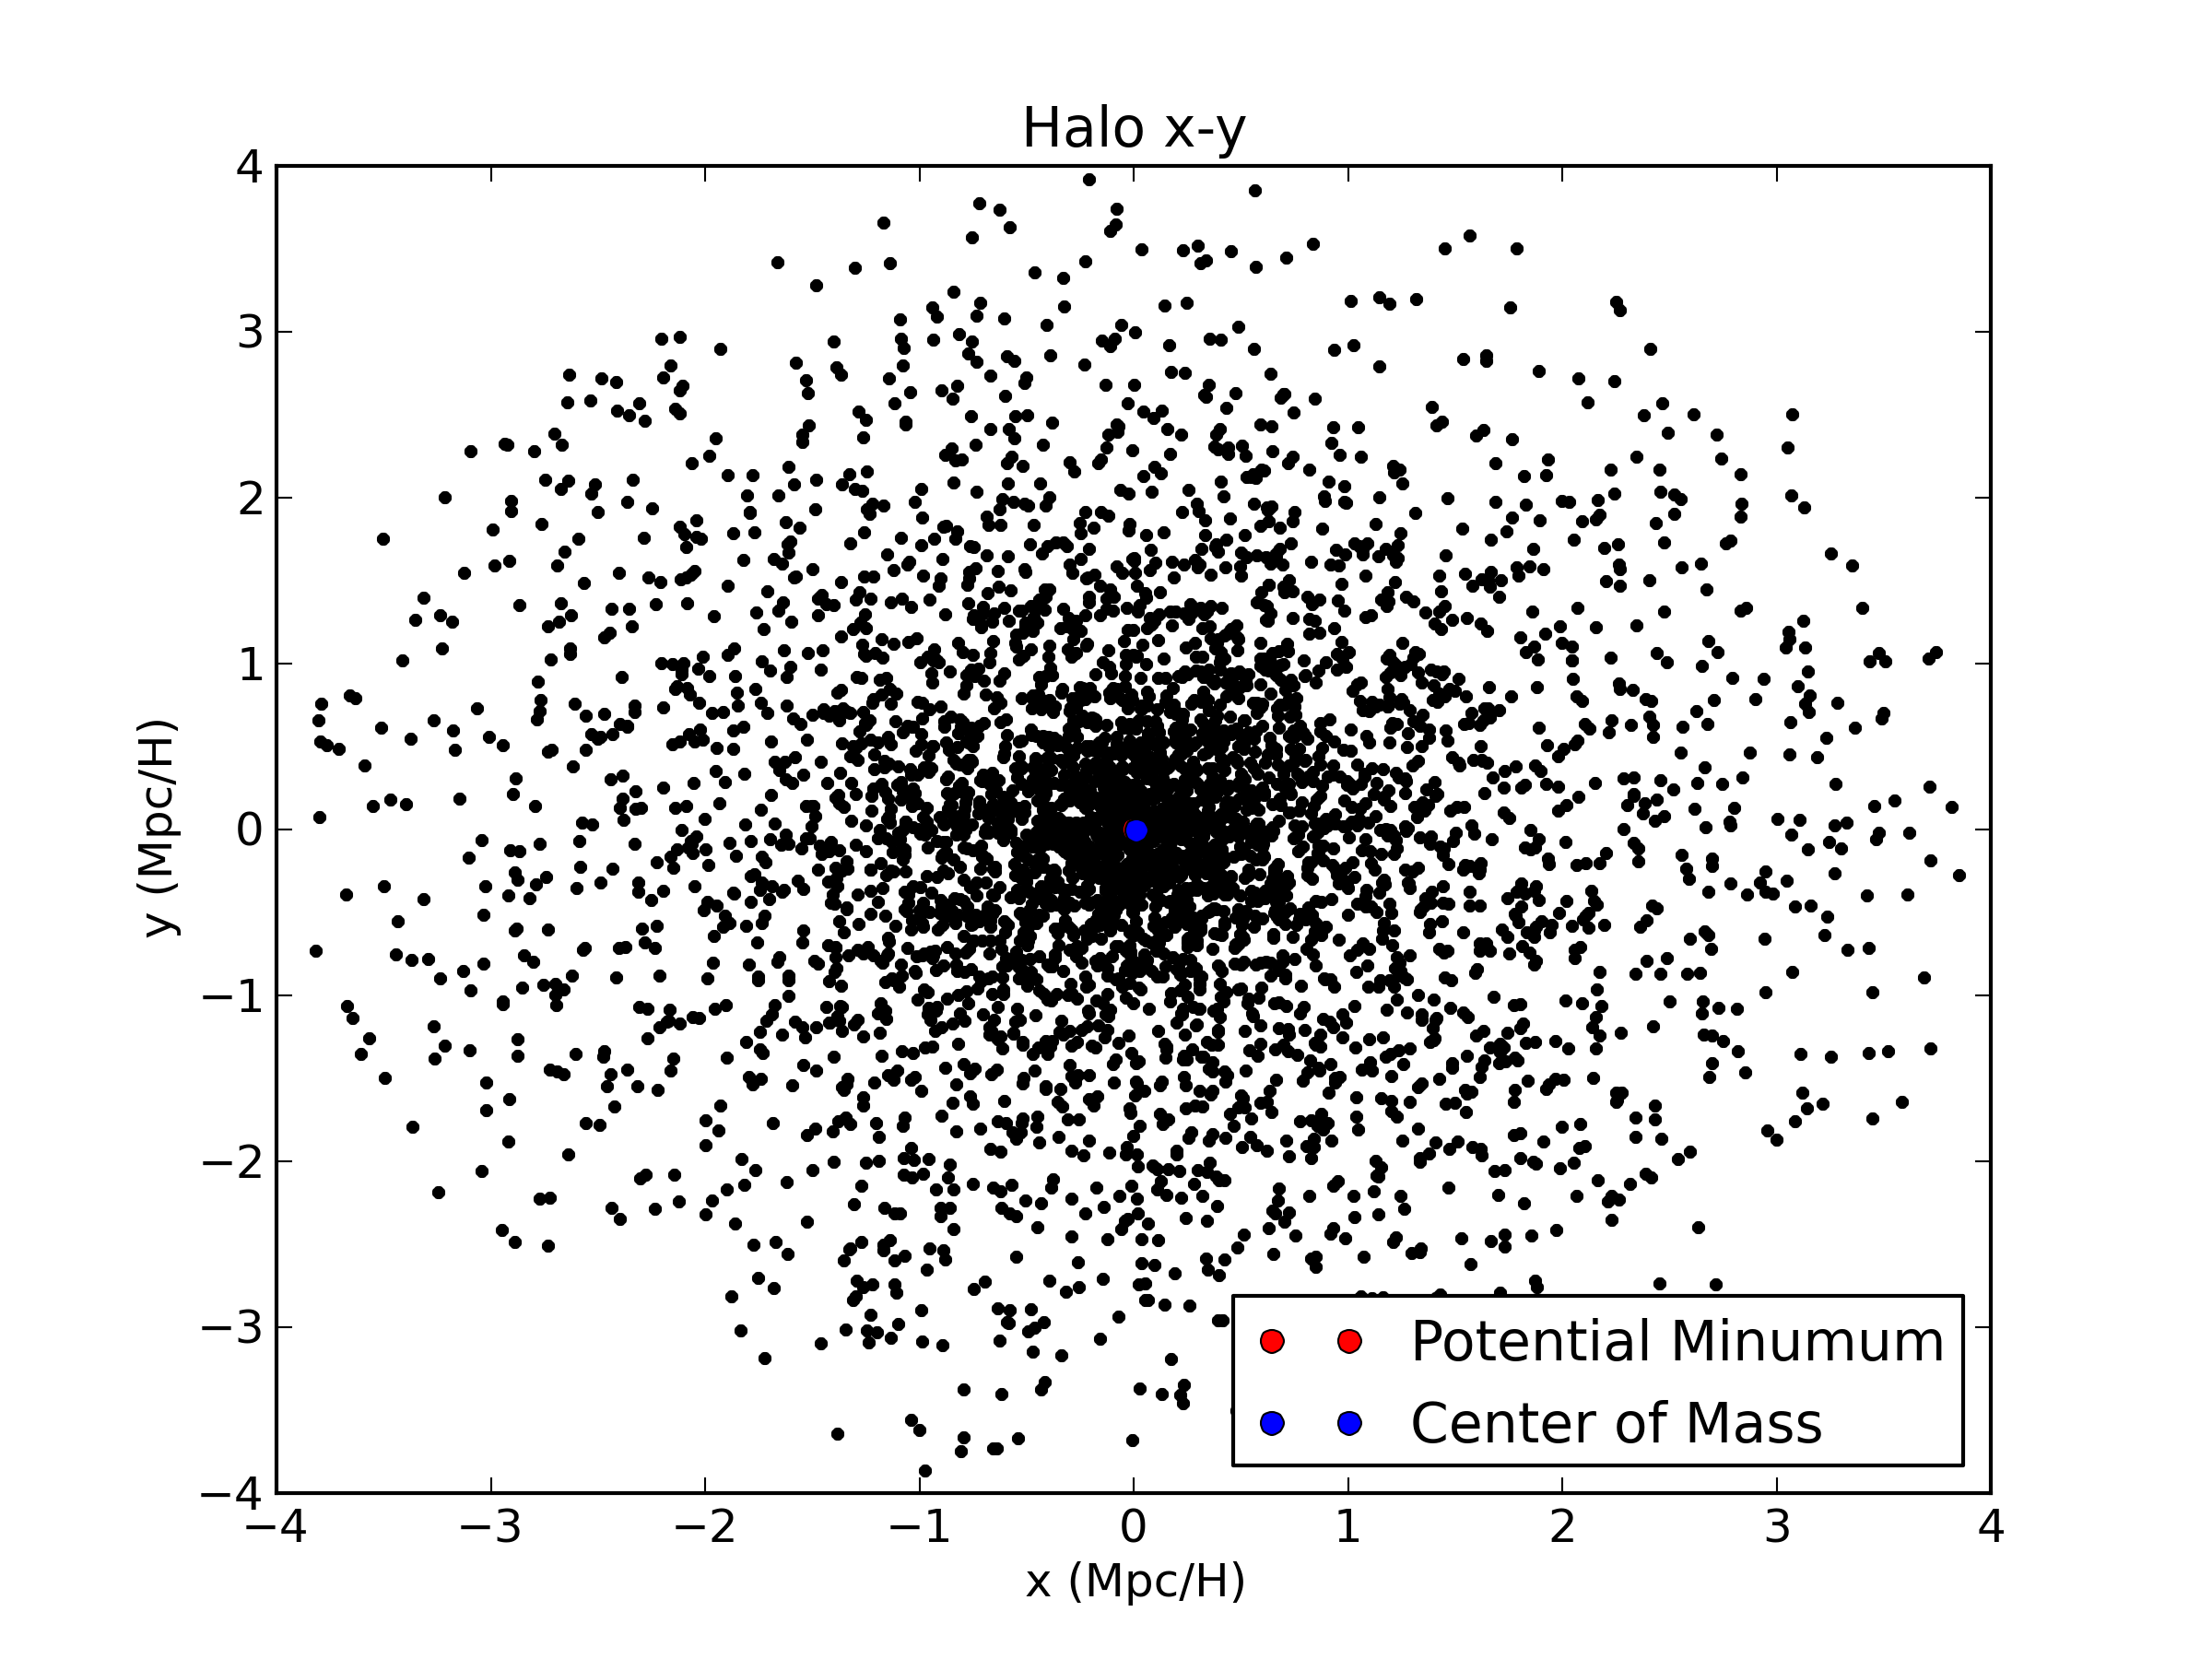 Halo x-y
4
3
2
1
0
−1
−2
−3
−4
y (Mpc/H)
Potential Minumum
Center of Mass
−4 −3 −2 −1 0 1 2 3 4
x (Mpc/H)